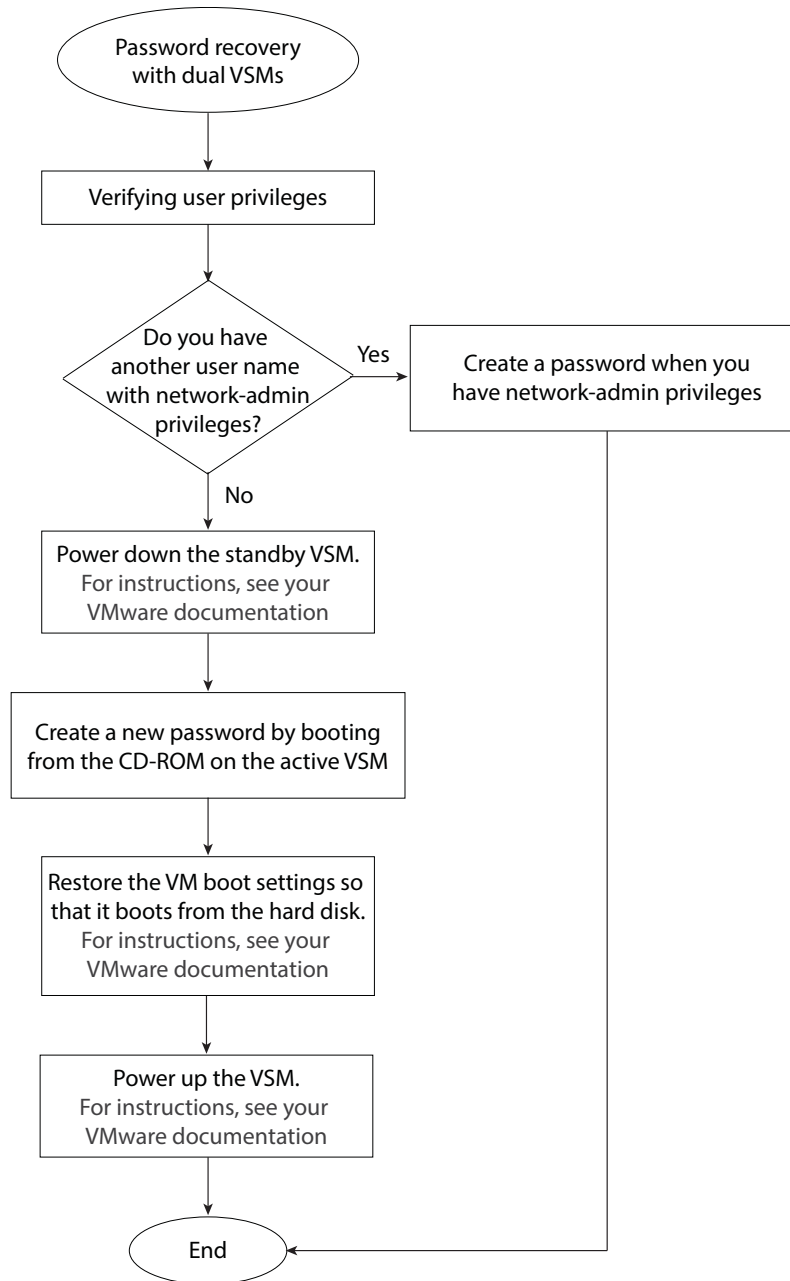 Password recovery
with dual VSMs
Verifying user privileges
Do you have
another user name
with network-admin
privileges?
Yes
Create a password when you
have network-admin privileges
No
Power down the standby VSM.
For instructions, see your
VMware documentation
Create a new password by booting
from the CD-ROM on the active VSM
Restore the VM boot settings so
that it boots from the hard disk.
For instructions, see your
VMware documentation
Power up the VSM.
For instructions, see your
VMware documentation
End